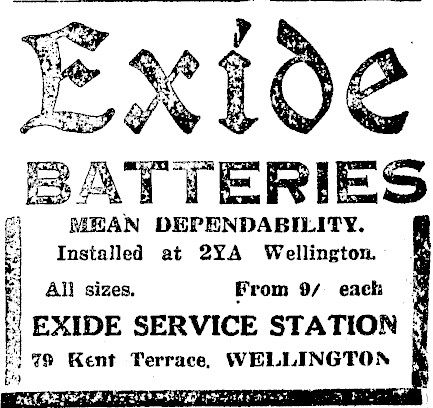 Exide
BATTERIES
MEAN DEPENDABILITY.
Installed at 2YA Wellington.
All sizes. From 9/ each
EXIDE SERVICE STATION
79 Kent Terrace, WELLINGTON